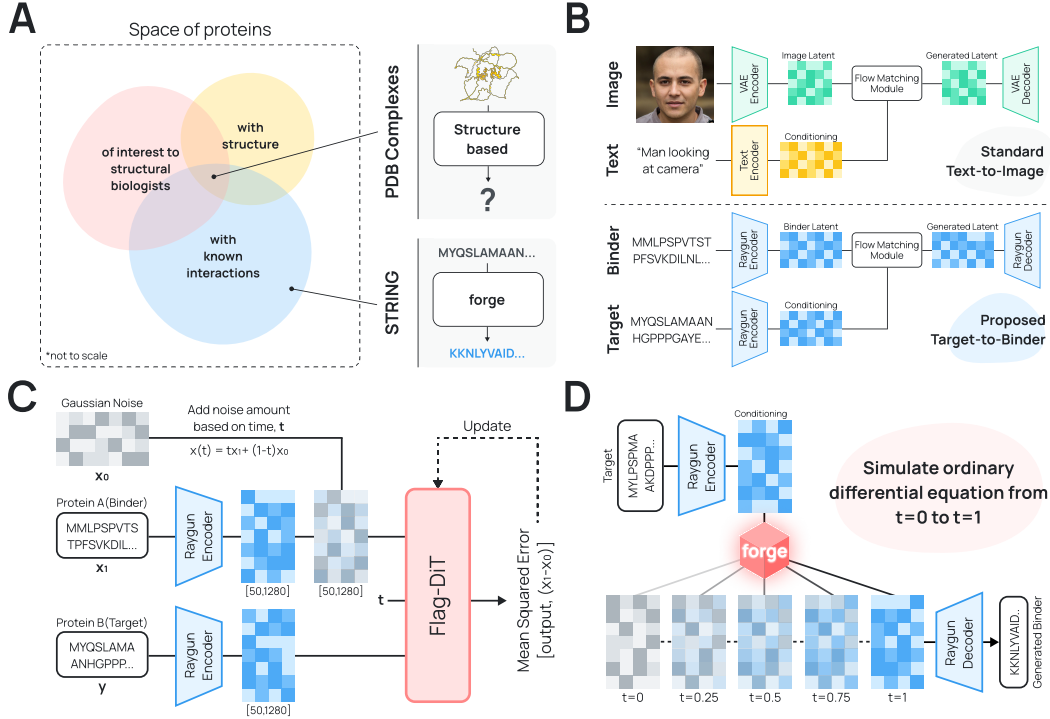 A
Space of proteins
with
structure
of interest to
structural
biologists
with
known
interactions
*not to scale
PDB Complexes
Structure
based
?
STRING
MYQSLAMAAN...
forge
KKNLYVAID...
B
Image
VAE
Encoder
Image Latent
Flow Matching
Module
Generated Latent
VAE
Decoder
Text
"Man looking
at camera"
Text
Encoder
Conditioning
Standard
Text-to-Image
Binder
MMLPSPVTST
PFSVKDILNL...
Raygun
Encoder
Binder Latent
Flow Matching
Module
Generated Latent
Raygun
Decoder
Target
MYQSLAMAAN
HGPPPGAYE...
Raygun
Encoder
Conditioning
Proposed
Target-to-Binder
C
Gaussian Noise
x₀
Add noise amount
based on time, t
x(t) = tx₁+ (1-t)x₀
Update
Protein A (Binder)
MMLPSPVTS
TPFSVKDIL...
x₁
Raygun
Encoder
[50,1280]
[50,1280]
t
Flag-DiT
Mean Squared Error
[output, (x₁-x₀)]
Protein B (Target)
MYQSLAMA
ANHGPPP...
y
Raygun
Encoder
[50,1280]
D
Target
MYLPSPMA
AKDPPP...
Raygun
Encoder
Conditioning
Simulate ordinary
differential equation from
t=0 to t=1
forge
t=0
t=0.25
t=0.5
t=0.75
t=1
Raygun
Decoder
KKNLYVAID..
Generated Binder